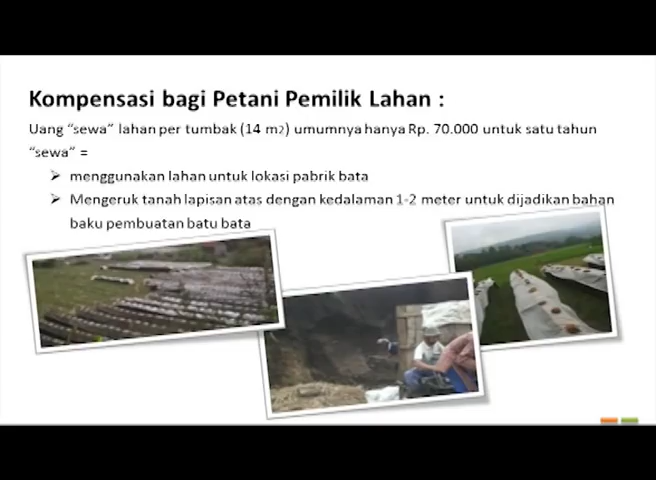 Kompensasi bagi Petani Pemilik Lahan :
Uang “sewa” lahan per tumbak (14 m2) umumnya hanya Rp. 70.000 untuk satu tahun
“sewa” =
➢ menggunakan lahan untuk lokasi pabrik bata
➢ Mengeruk tanah lapisan atas dengan kedalaman 1-2 meter untuk dijadikan bahan
baku pembuatan batu bata